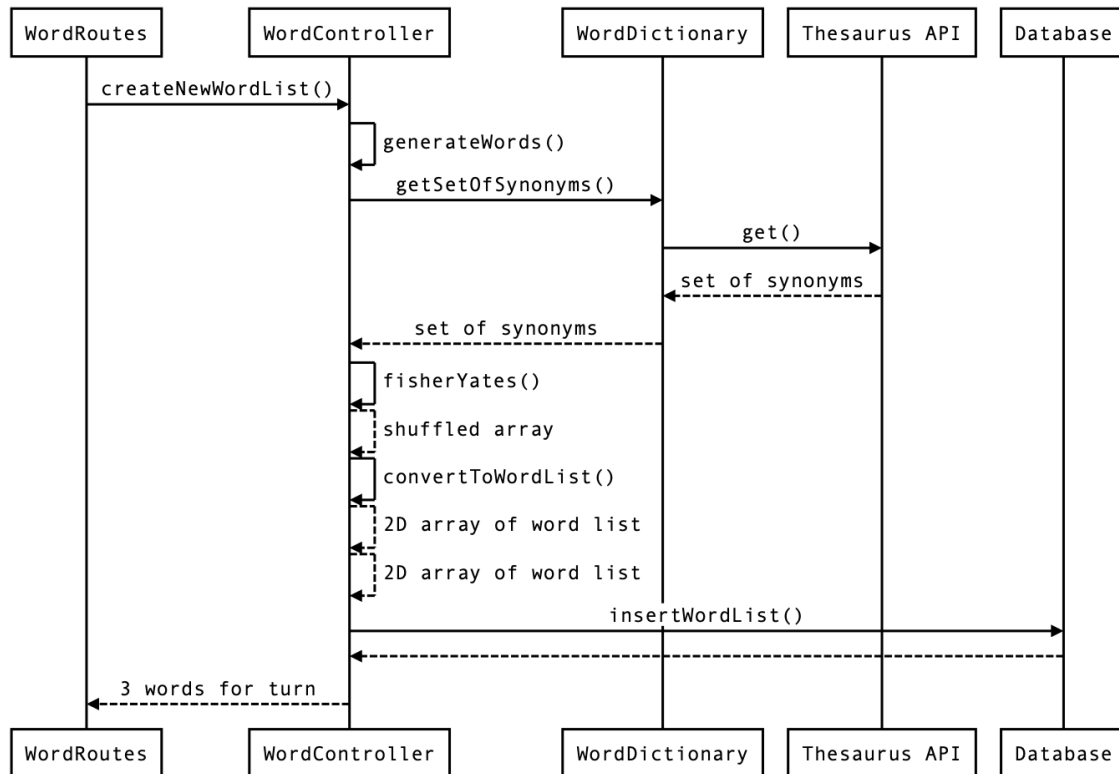 WordRoutes
WordController
WordDictionary
Thesaurus API
Database
createNewWordList()
generateWords()
getSetOfSynonyms()
get()
set of synonyms
set of synonyms
fisherYates()
shuffled array
convertToWordList()
2D array of word list
2D array of word list
insertWordList()
3 words for turn
WordRoutes
WordController
WordDictionary
Thesaurus API
Database